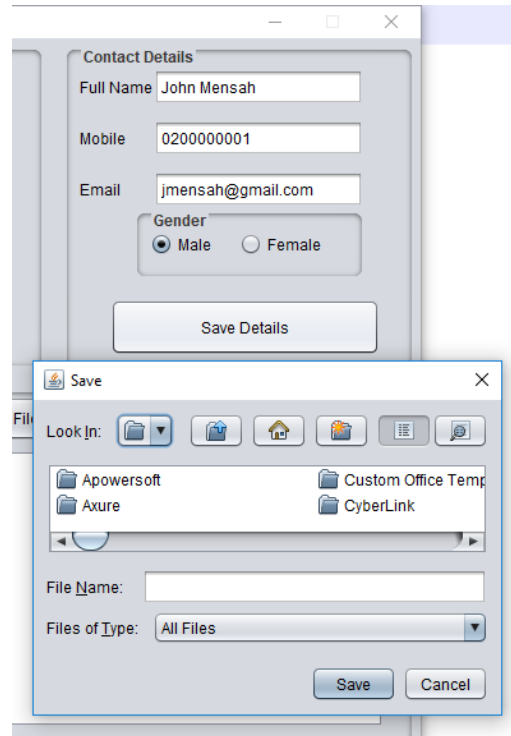 Contact Details
Full Name John Mensah
Mobile 0200000001
Email jmensah@gmail.com
Gender
Male Female
Save Details
Save
Look In:
Apowersoft Custom Office Temp
Axure CyberLink
File Name:
Files of Type: All Files
Save Cancel